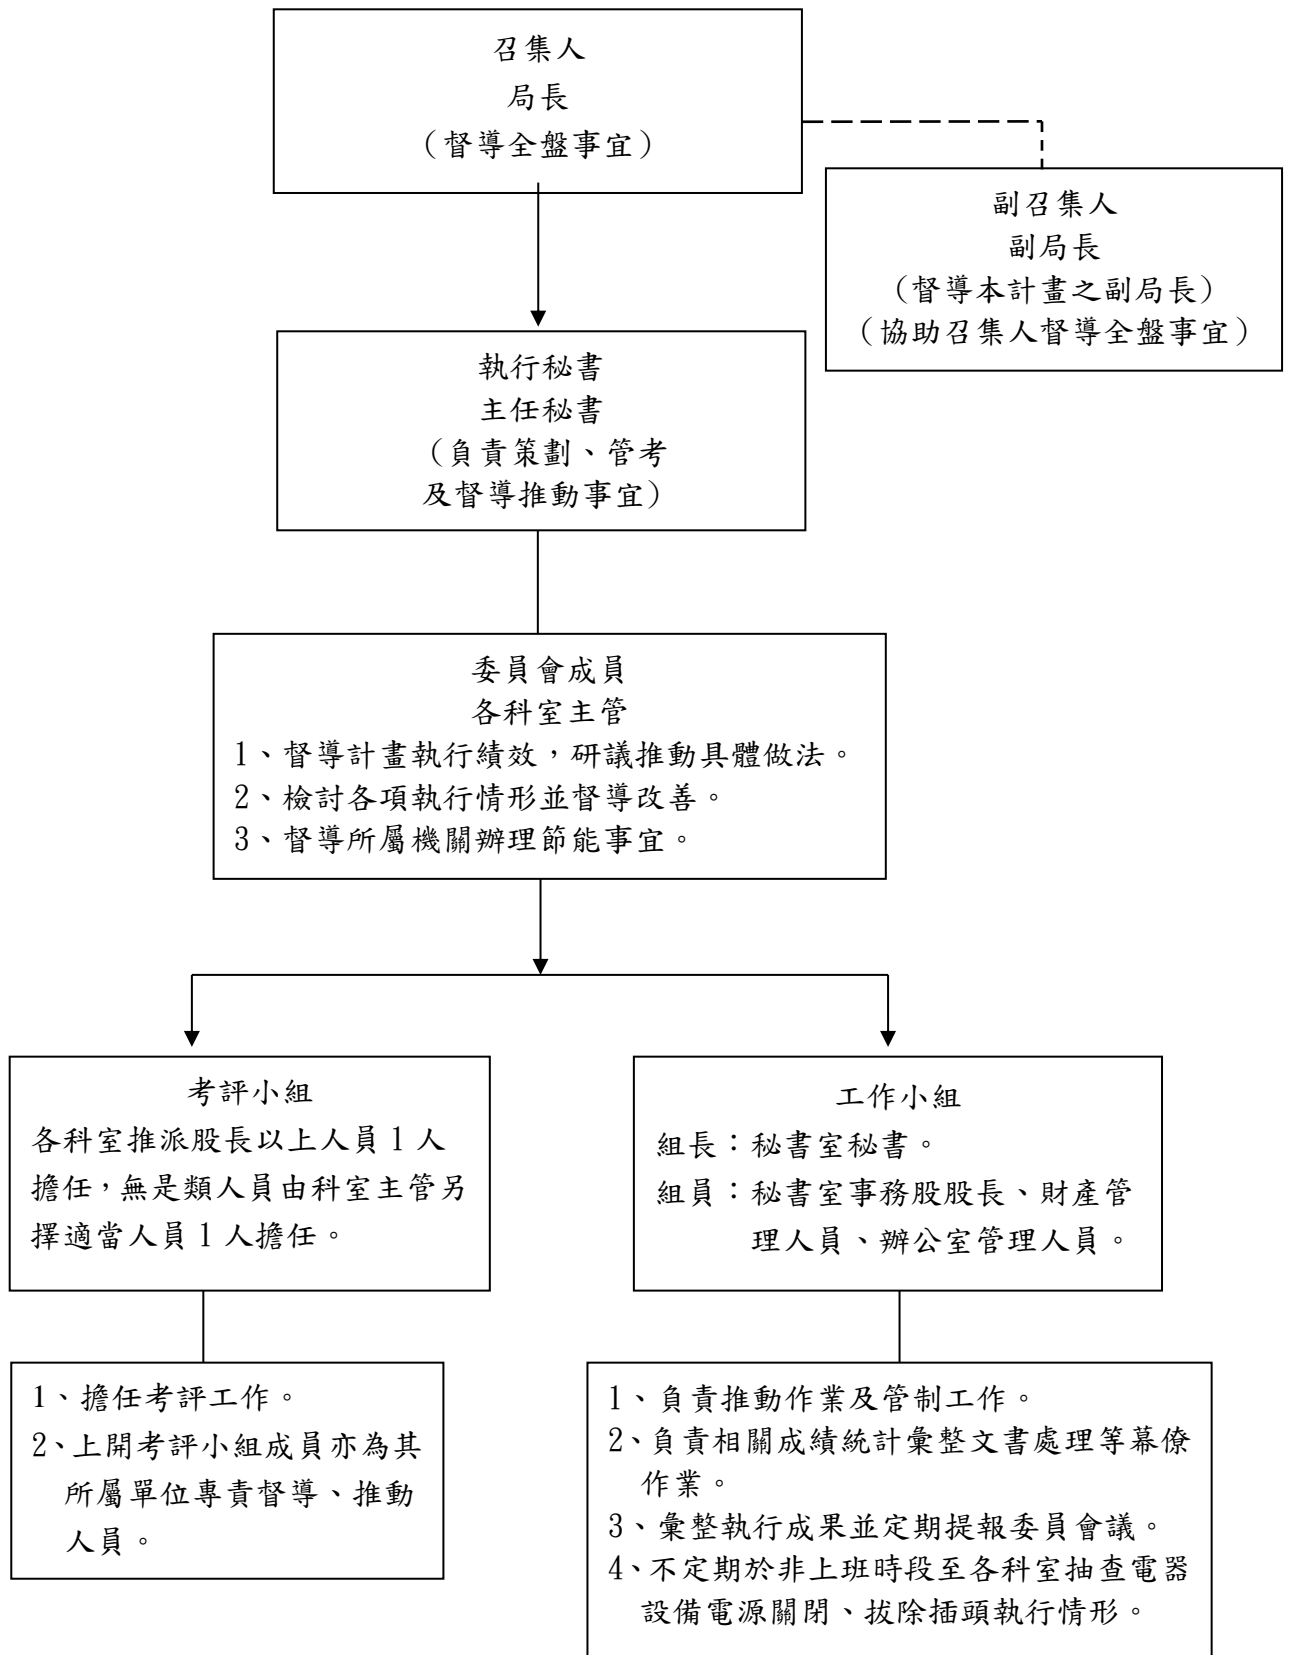 召集人
局長
（督導全盤事宜）
副召集人
副局長
（督導本計畫之副局長）
（協助召集人督導全盤事宜）
執行秘書
主任秘書
（負責策劃、管考
及督導推動事宜）
委員會成員
各科室主管
1、督導計畫執行績效，研議推動具體做法。
2、檢討各項執行情形並督導改善。
3、督導所屬機關辦理節能事宜。
考評小組
各科室推派股長以上人員1人
擔任，無是類人員由科室主管另
擇適當人員1人擔任。
工作小組
組長：秘書室秘書。
組員：秘書室事務股股長、財產管
理人員、辦公室管理人員。
1、擔任考評工作。
2、上開考評小組成員亦為其
所屬單位專責督導、推動
人員。
1、負責推動作業及管制工作。
2、負責相關成績統計彙整文書處理等幕僚
作業。
3、彙整執行成果並定期提報委員會議。
4、不定期於非上班時段至各科室抽查電器
設備電源關閉、拔除插頭執行情形。